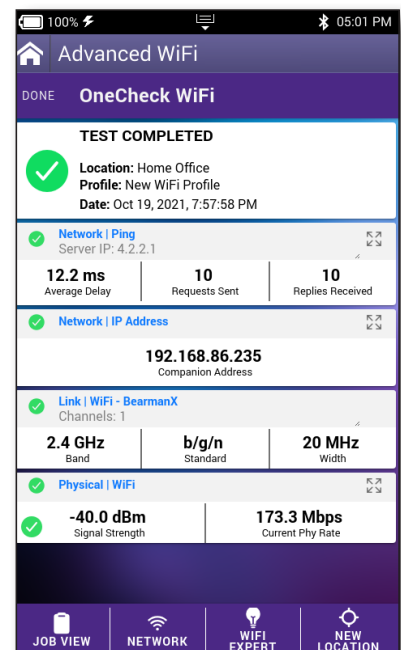 100% 05:01 PM
Advanced WiFi
DONE OneCheck WiFi
TEST COMPLETED
Location: Home Office
Profile: New WiFi Profile
Date: Oct 19, 2021, 7:57:58 PM
Network | Ping
Server IP: 4.2.2.1
12.2 ms 10 10
Average Delay Requests Sent Replies Received
Network | IP Address
192.168.86.235
Companion Address
Link | WiFi - BearmanX
Channels: 1
2.4 GHz b/g/n 20 MHz
Band Standard Width
Physical | WiFi
-40.0 dBm 173.3 Mbps
Signal Strength Current Phy Rate
JOB VIEW NETWORK WIFI EXPERT NEW LOCATION